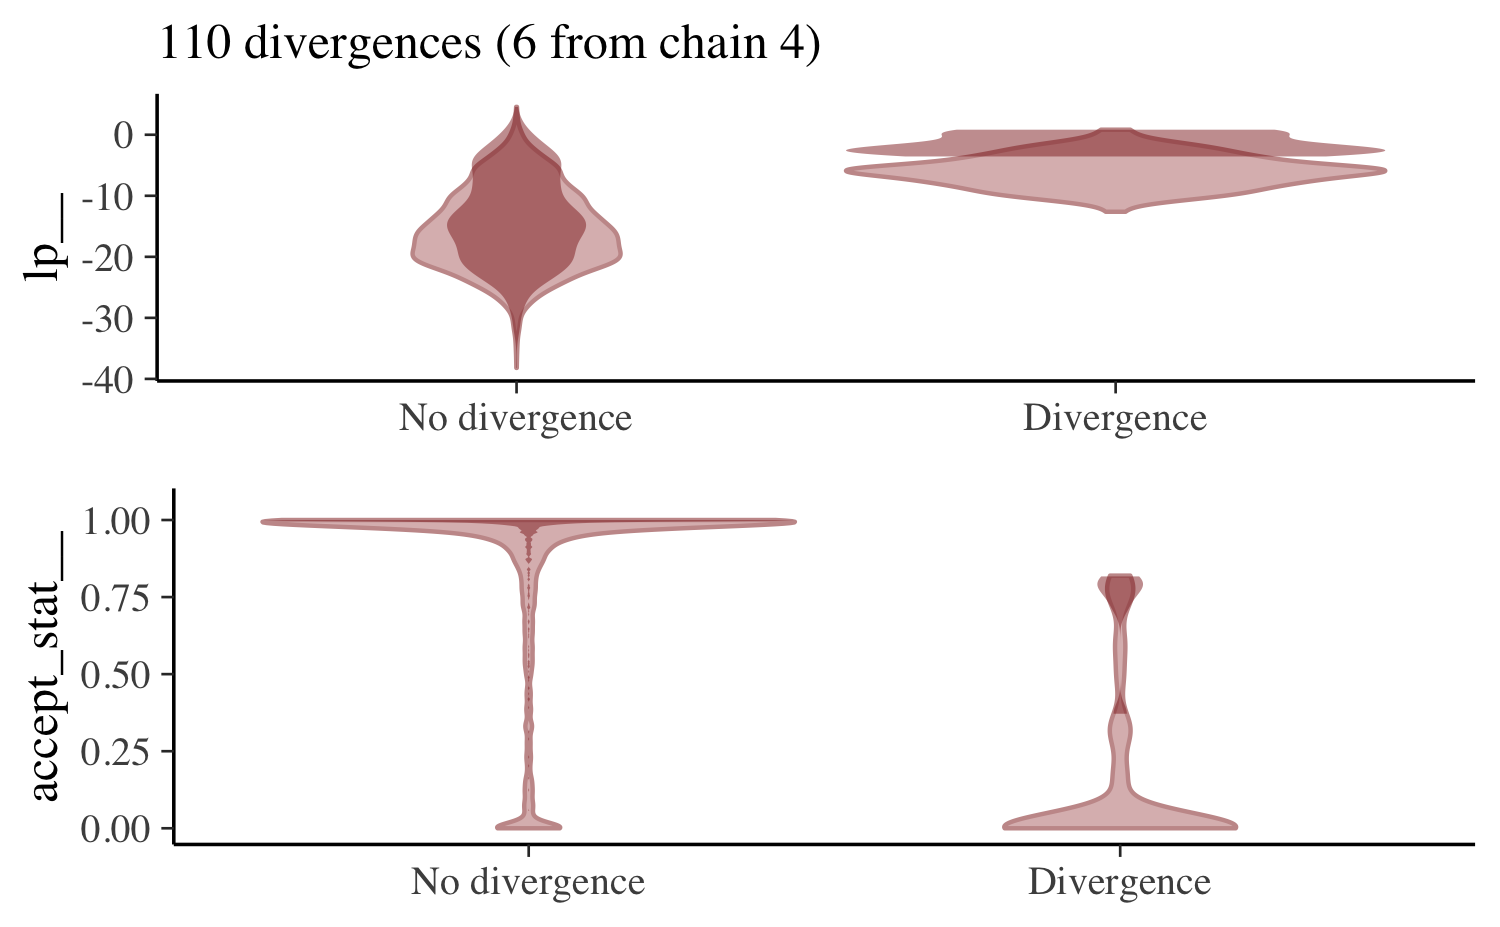 110 divergences (6 from chain 4)
lp__
0
-10
-20
-30
-40
No divergence
Divergence
accept_stat__
1.00
0.75
0.50
0.25
0.00
No divergence
Divergence